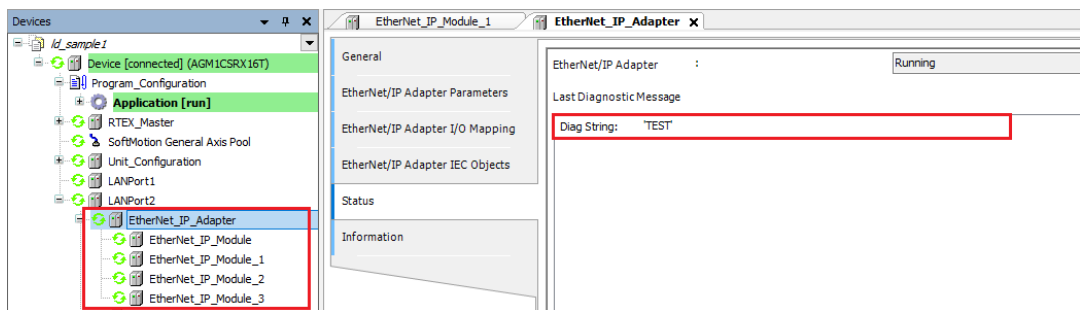 Devices
ld_sample1
Device [connected] (AGM1CSRX16T)
Program_Configuration
Application [run]
RTEX_Master
SoftMotion General Axis Pool
Unit_Configuration
LANPort1
LANPort2
EtherNet_IP_Adapter
EtherNet_IP_Module
EtherNet_IP_Module_1
EtherNet_IP_Module_2
EtherNet_IP_Module_3
EtherNet_IP_Module_1
EtherNet_IP_Adapter X
General
EtherNet/IP Adapter Parameters
EtherNet/IP Adapter I/O Mapping
EtherNet/IP Adapter IEC Objects
Status
Information
EtherNet/IP Adapter : Running
Last Diagnostic Message
Diag String: 'TEST'